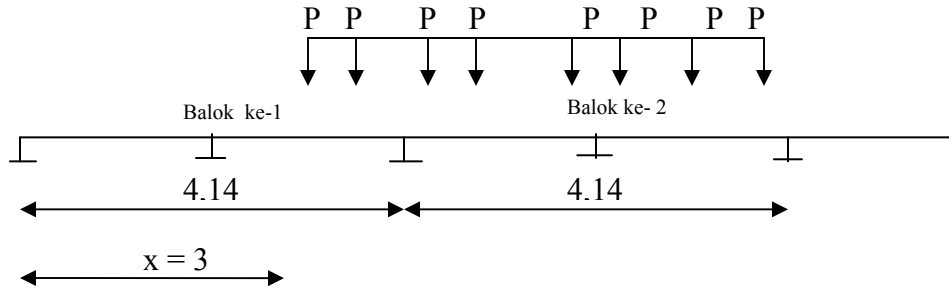 P P P P P P P P
Balok ke-1 Balok ke- 2
4,14 4,14
x = 3